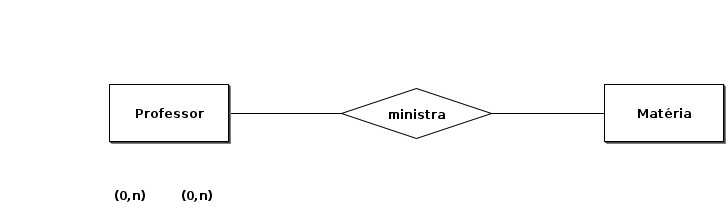 Professor ministra Matéria
(0,n) (0,n)